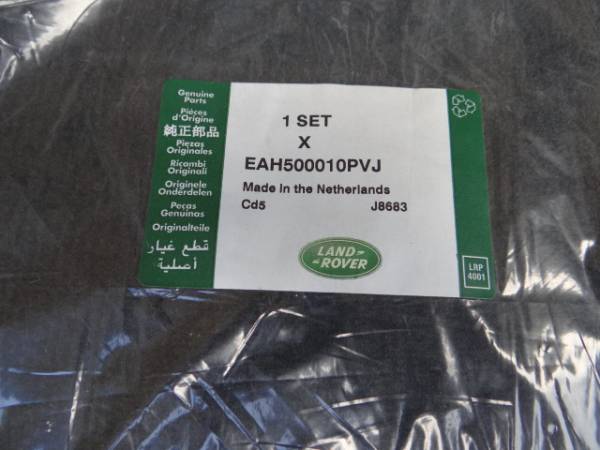 Genuine
Parts
Pièces
d'Origine
純正部品
Piezas
Originales
Ricambi
Originali
Originele
Onderdelen
Peças
Genuinas
Originalteile
قطع غيار
أصلية
1 SET
X
EAH500010PVJ
Made in the Netherlands
Cd5 J8683
LAND
ROVER
LRP
4001